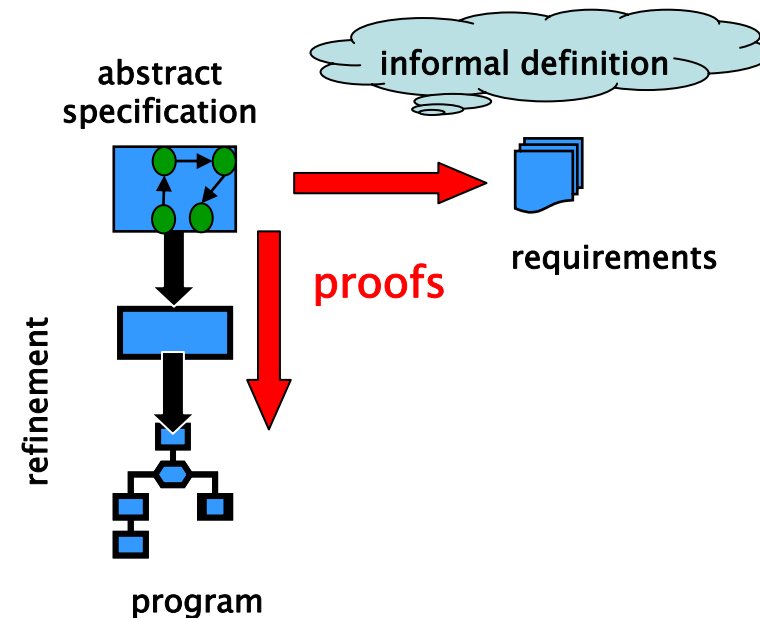 informal definition
abstract
specification
requirements
proofs
refinement
program